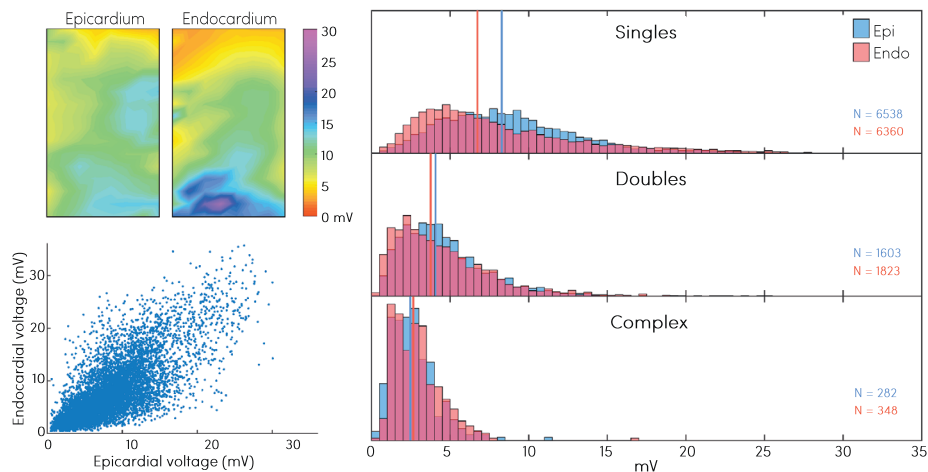 Epicardium
Endocardium
30
25
20
15
10
5
0 mV
Endocardial voltage (mV)
30
20
10
0
0
10
20
30
Epicardial voltage (mV)
Singles
Epi
Endo
N = 6538
N = 6360
Doubles
N = 1603
N = 1823
Complex
N = 282
N = 348
0
5
10
15
20
25
30
35
mV